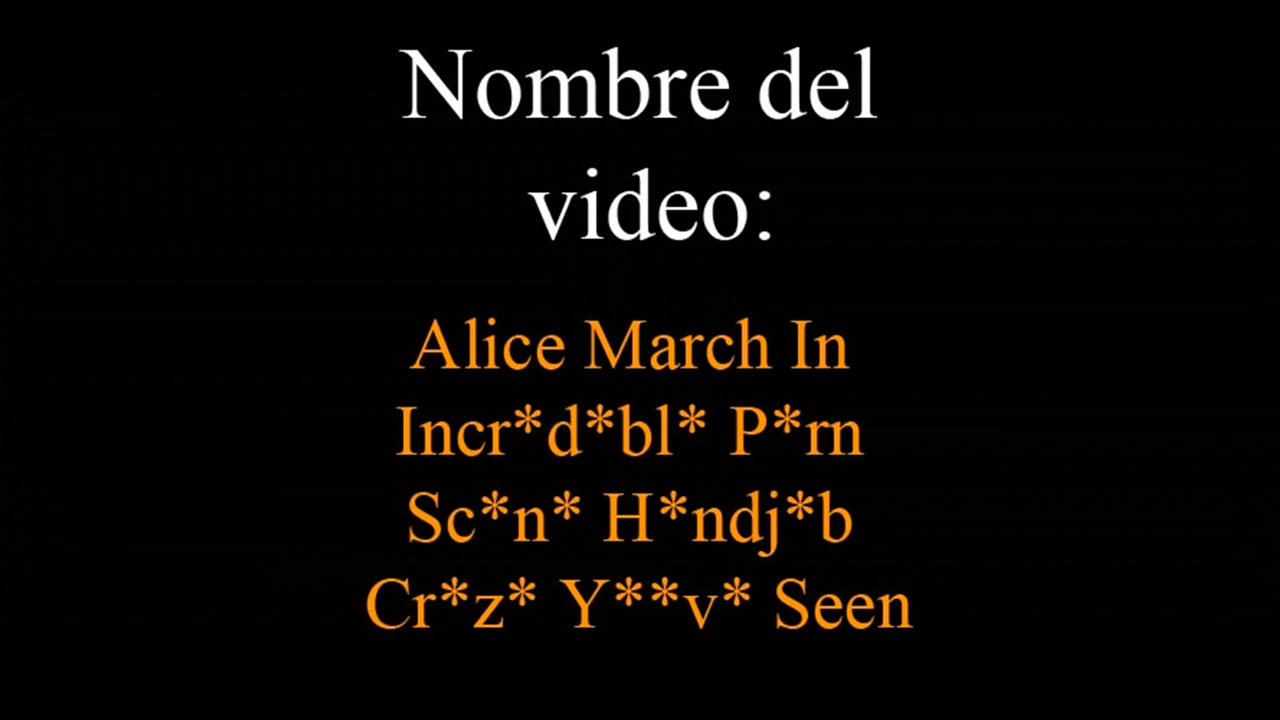 Nombre del
video:
Alice March In
Incr*d*bl* P*rn
Sc*n* H*ndj*b
Cr*z* Y**v* Seen